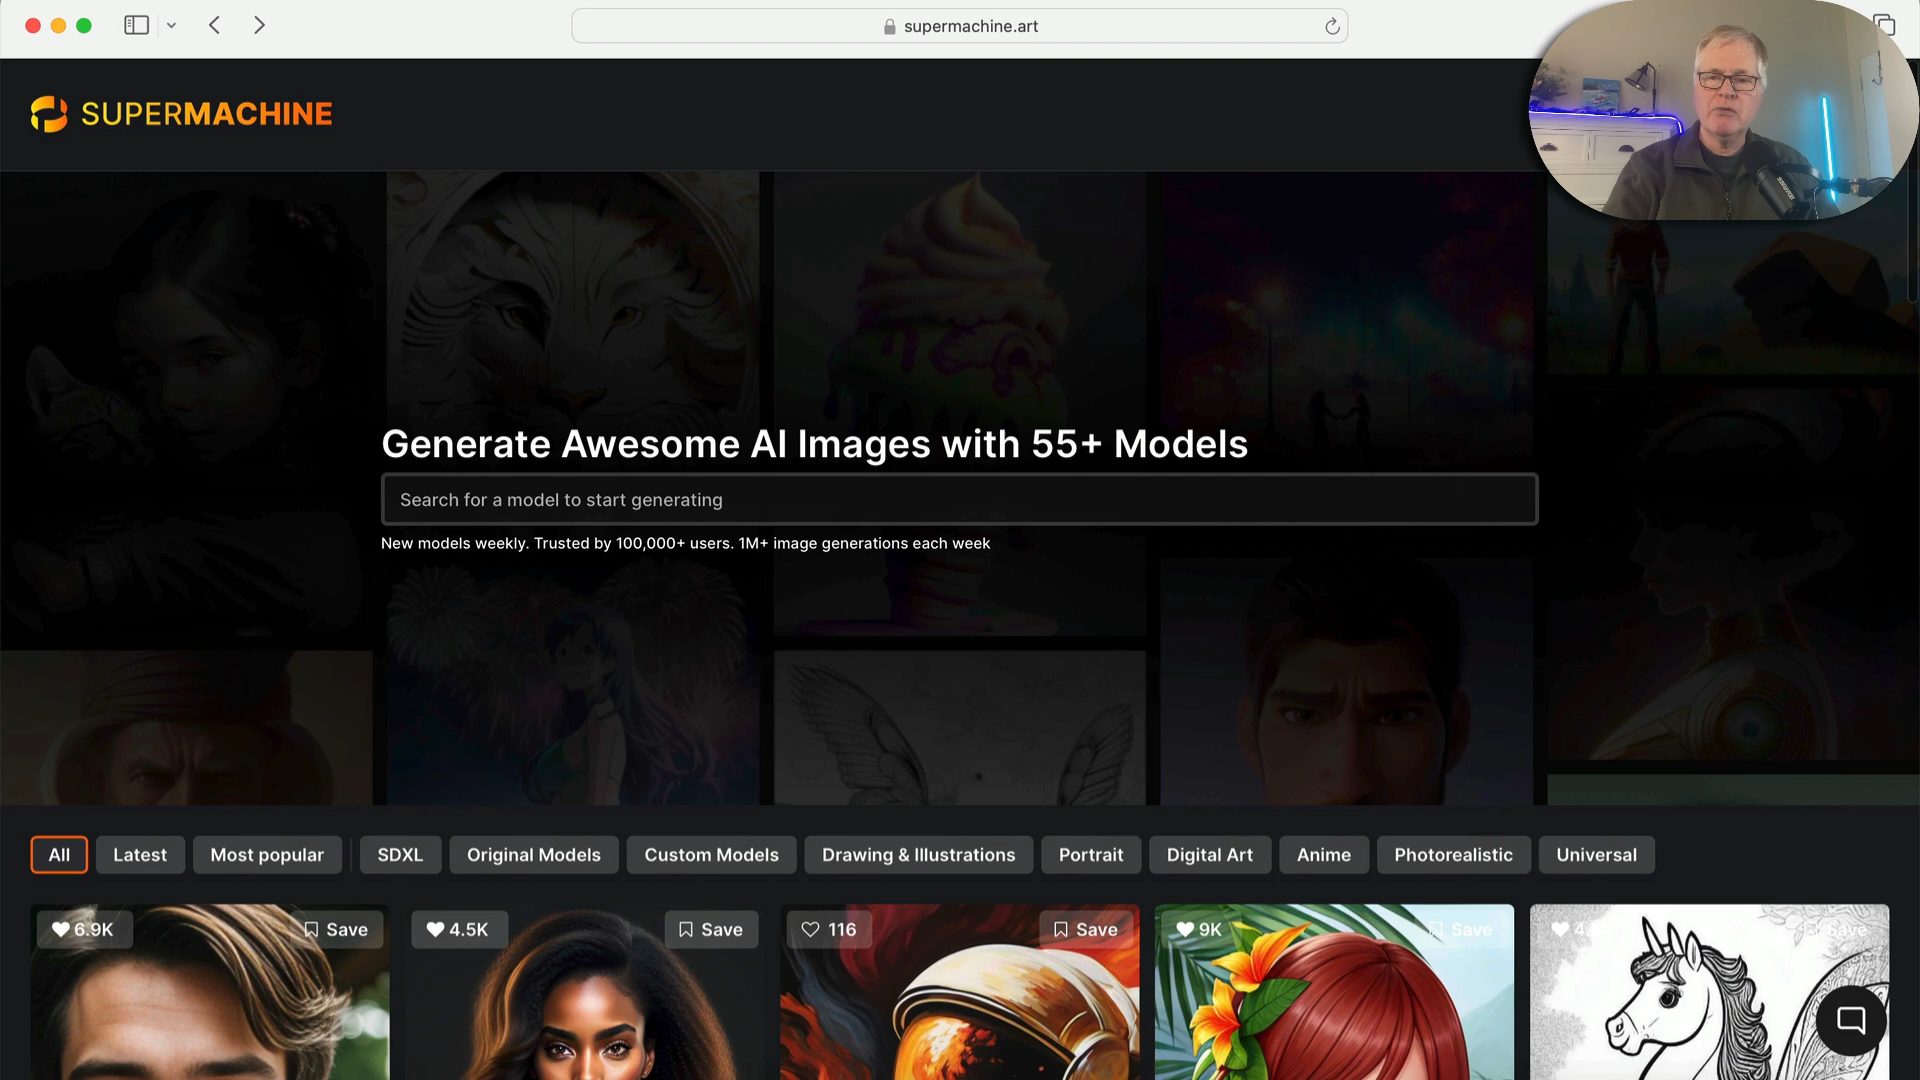 supermachine.art
SUPERMACHINE
Generate Awesome AI Images with 55+ Models
Search for a model to start generating
New models weekly. Trusted by 100,000+ users. 1M+ image generations each week
All Latest Most popular SDXL Original Models Custom Models Drawing & Illustrations Portrait Digital Art Anime Photorealistic Universal
6.9K Save 4.5K Save 116 Save 9K Save Save